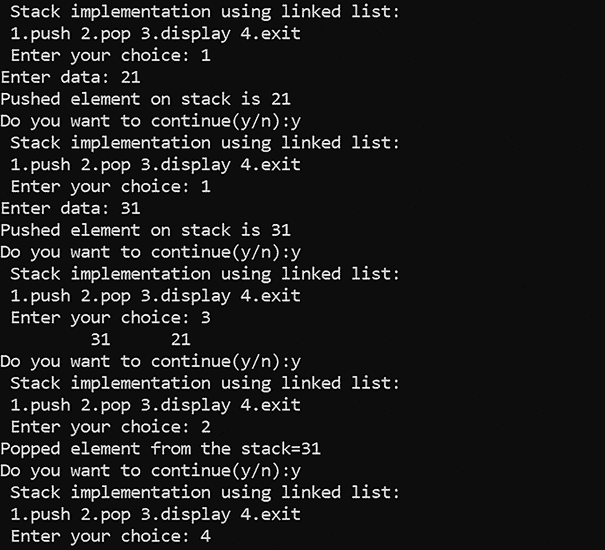 Stack implementation using linked list:
1.push 2.pop 3.display 4.exit
Enter your choice: 1
Enter data: 21
Pushed element on stack is 21
Do you want to continue(y/n):y
Stack implementation using linked list:
1.push 2.pop 3.display 4.exit
Enter your choice: 1
Enter data: 31
Pushed element on stack is 31
Do you want to continue(y/n):y
Stack implementation using linked list:
1.push 2.pop 3.display 4.exit
Enter your choice: 3
31 21
Do you want to continue(y/n):y
Stack implementation using linked list:
1.push 2.pop 3.display 4.exit
Enter your choice: 2
Popped element from the stack=31
Do you want to continue(y/n):y
Stack implementation using linked list:
1.push 2.pop 3.display 4.exit
Enter your choice: 4